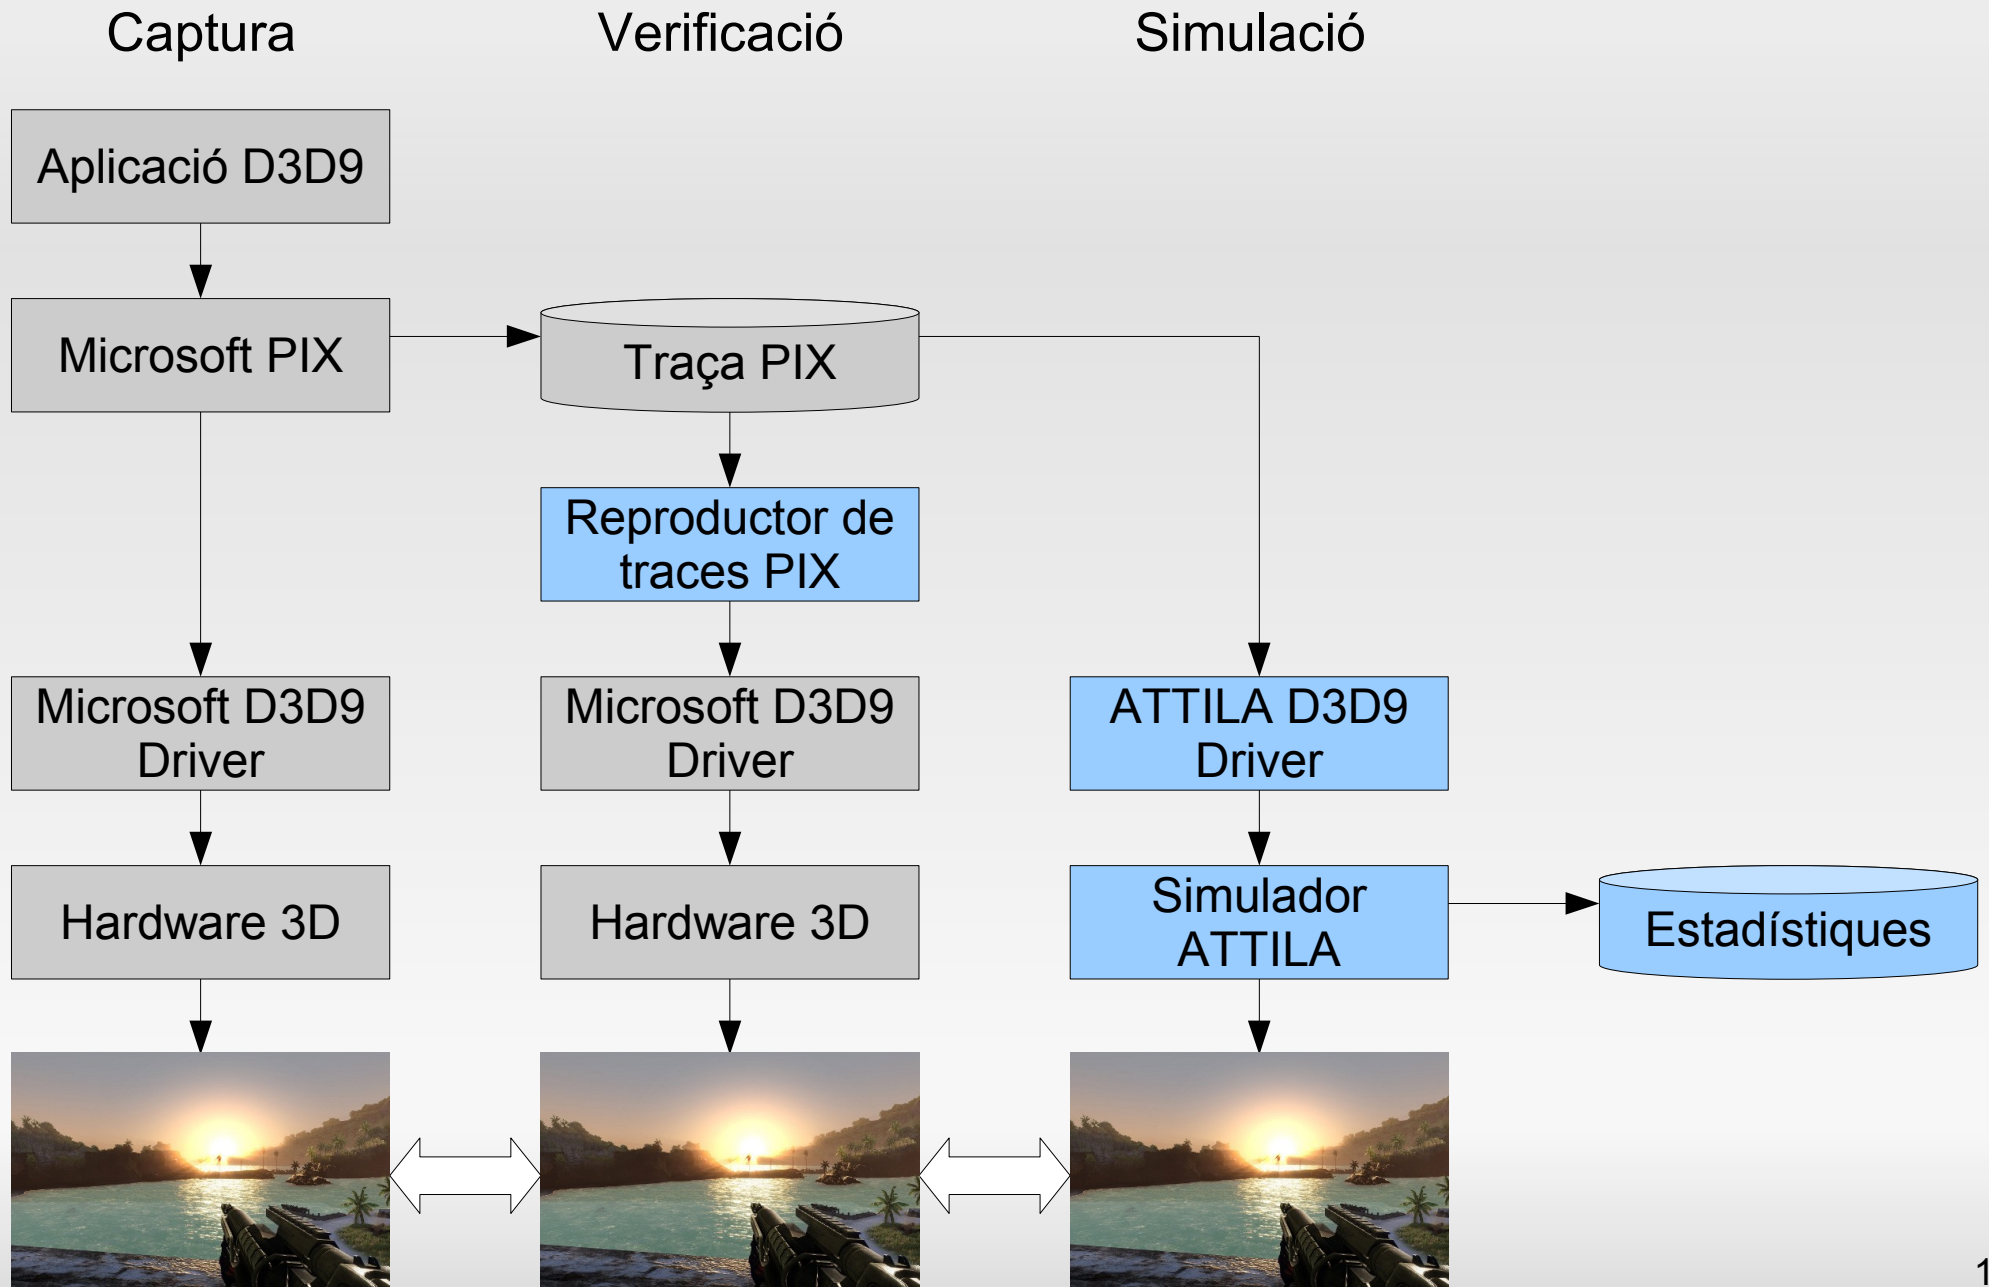 Captura
Verificació
Simulació
Aplicació D3D9
Microsoft PIX
Traça PIX
Reproductor de
traces PIX
Microsoft D3D9
Driver
Microsoft D3D9
Driver
ATTILA D3D9
Driver
Hardware 3D
Hardware 3D
Simulador
ATTILA
Estadístiques